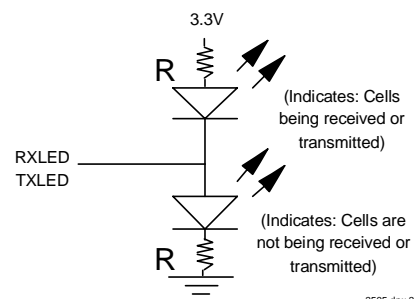 3.3V
R
(Indicates: Cells
being received or
transmitted)
RXLED
TXLED
(Indicates: Cells are
not being received or
transmitted)
R